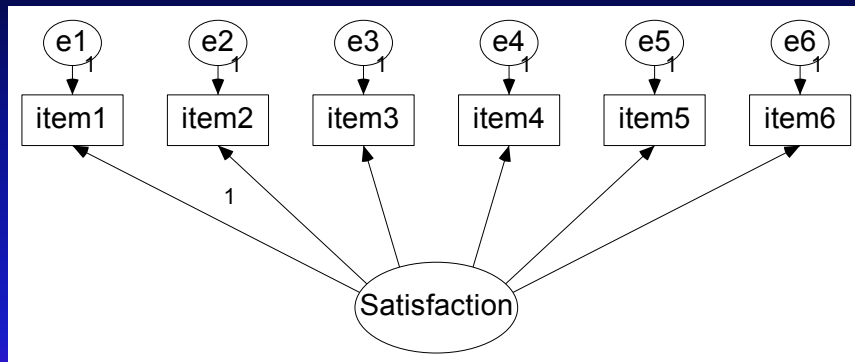 e1 e2 e3 e4 e5 e6
1 1 1 1 1 1
item1 item2 item3 item4 item5 item6
1
Satisfaction